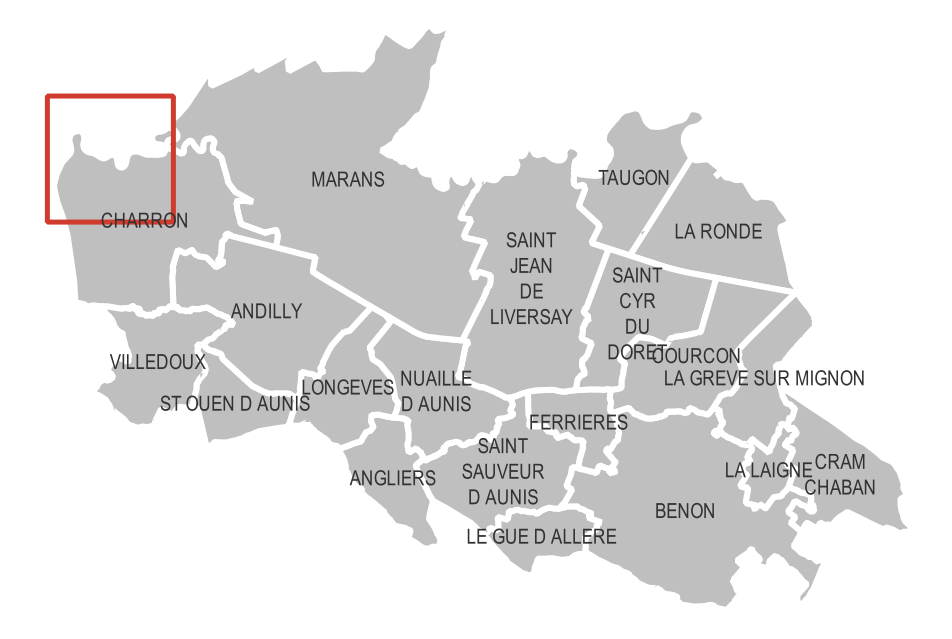 TAUGON
MARANS
CHARRON
LA RONDE
SAINT
JEAN
DE
LIVERSAY
SAINT
CYR
DU
DORET
ANDILLY
COURCON
VILLEDOUX
LA GREVE SUR MIGNON
LONGEVES
NUAILLE
D AUNIS
ST OUEN D AUNIS
FERRIERES
SAINT
SAUVEUR
D AUNIS
ANGLIERS
LA LAIGNE
CRAM
CHABAN
BENON
LE GUE D ALLERE